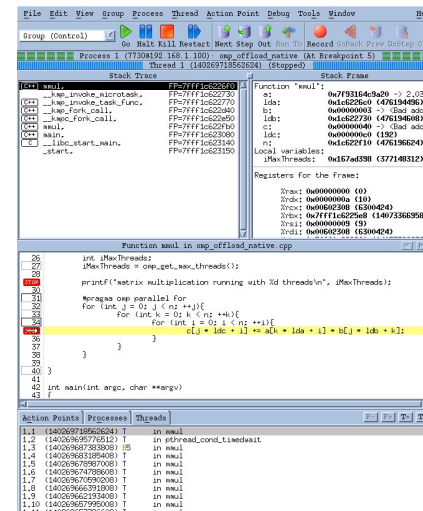 File Edit View Group Process Thread Action Point Debug Tools Window
Group (Control) Go Halt Kill Restart Next Step Out Run To Record GoBack Prev UnStep
Process 1 (7730@192.168.1.100): omp_offload_native (At Breakpoint 5)
Thread 1 (140269718562624) (Stopped)
Stack Trace
C++ mmul, FP=7fff1c6226f0
__kmp_invoke_microtask, FP=7fff1c622730
C++ __kmp_invoke_task_func, FP=7fff1c622770
C++ __kmp_fork_call, FP=7fff1c622d40
C++ __kmpc_fork_call, FP=7fff1c622e50
C++ mmul, FP=7fff1c622fb0
C++ main, FP=7fff1c623080
C __libc_start_main, FP=7fff1c623140
_start, FP=7fff1c623150
Stack Frame
Function "mmul":
a: 0x7f93164c9a20 -> 2.03
lda: 0x1c6226c0 (476194496)
b: 0x00000003 -> <Bad add
ldb: 0x1c622730 (476194608)
c: 0x00000040 -> <Bad add
ldc: 0x000000c0 (192)
n: 0x1c622f10 (476196624)
Local variables:
iMaxThreads: 0x167ad398 (377148312)
Registers for the frame:
%rax: 0x00000000 (0)
%rdx: 0x0000000a (10)
%rcx: 0x00602308 (6300424)
%rbx: 0x7fff1c6225e8 (14073366958
%rsi: 0x00000009 (9)
%rdi: 0x00602308 (6300424)
Function mmul in omp_offload_native.cpp
26 int iMaxThreads;
27 iMaxThreads = omp_get_max_threads();
28
STOP printf("matrix multiplication running with %d threads\n", iMaxThreads);
30
31 #pragma omp parallel for
32 for (int j = 0; j < n; ++j){
33 for (int k = 0; k < n; ++k){
34 for (int i = 0; i < n; ++i){
c[j * ldc + i] += a[k * lda + i] * b[j * ldb + k];
36 }
37 }
38 }
39
40 }
41
42 int main(int argc, char **argv)
43 {
Action Points Processes Threads P- P+ T-
1.1 (140269718562624) T in mmul
1.2 (140269695776512) T in pthread_cond_timedwait
1.3 (140269687383808) B5 in mmul
1.4 (140269683185408) T in mmul
1.5 (140269678987008) T in mmul
1.6 (140269674788608) T in mmul
1.7 (140269670590208) T in mmul
1.8 (140269666391808) T in mmul
1.9 (140269662193408) T in mmul
1.10 (140269657995008) T in mmul